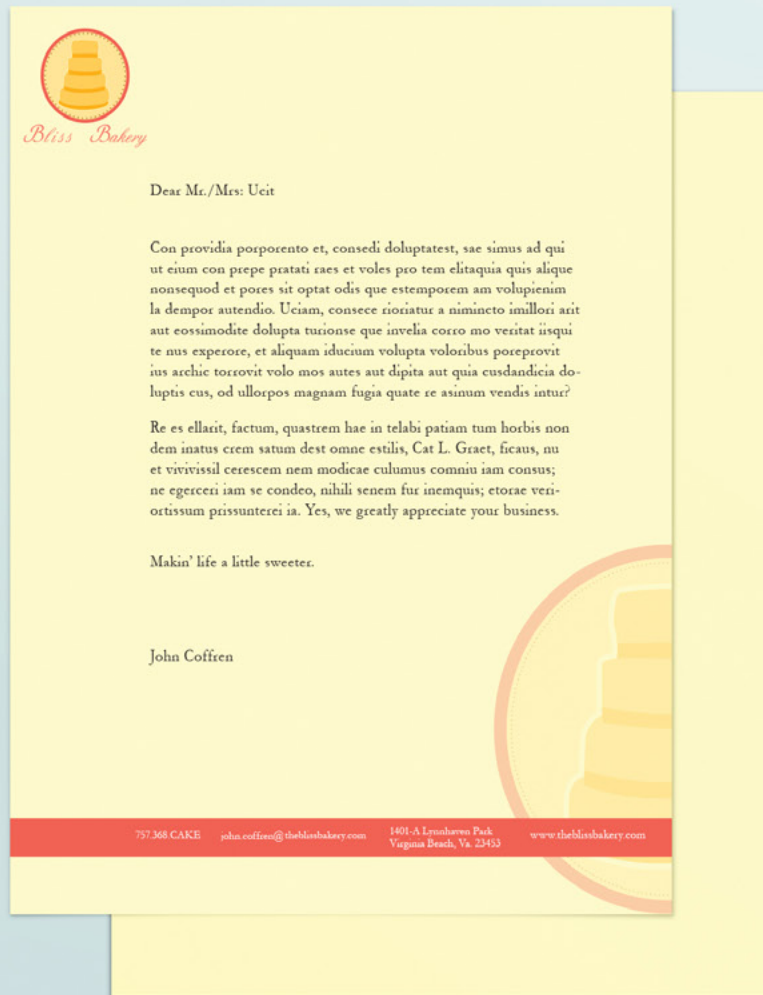 Bliss Bakery
Dear Mr./Mrs: Ucit
Con providia porporento et, consedi doluptatest, sae simus ad qui
ut eium con prepe pratati raes et voles pro tem elitaquia quis alique
nonsequod et pores sit optat odis que estemporem am volupienim
la dempor autendio. Uciam, consece rioriatur a nimincto imillori arit
aut eossimodite dolupta turionse que invelia corro mo veritat iisqui
te nus experore, et aliquam iducium volupta voloribus poreprovit
ius archic torrovit volo mos autes aut dipita aut quia cusdandicia do-
luptis cus, od ullorpos magnam fugia quate re asinum vendis intur?
Re es ellarit, factum, quastrem hae in telabi patiam tum horbis non
dem inatus crem satum dest omne estilis, Cat L. Graet, ficaus, nu
et vivivissil cerescem nem modicae culumus comniu iam consus;
ne egerceri iam se condeo, nihili senem fur inemquis; etorae veri-
ortissum prissunterei ia. Yes, we greatly appreciate your business.
Makin' life a little sweeter.
John Coffren
757.368.CAKE
john.coffren@theblissbakery.com
1401-A Lynnhaven Park
Virginia Beach, Va. 23453
www.theblissbakery.com